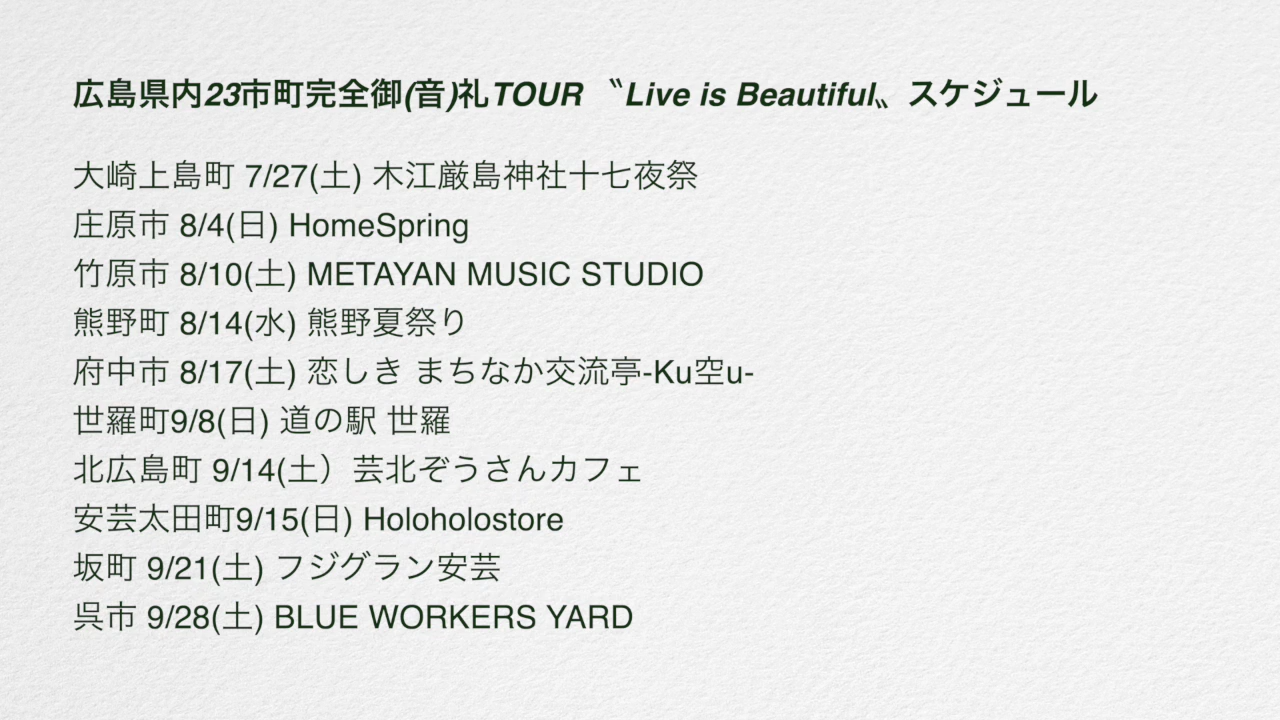 広島県内23市町完全御(音)礼TOUR 〝Live is Beautiful〟スケジュール
大崎上島町 7/27(土) 木江厳島神社十七夜祭
庄原市 8/4(日) HomeSpring
竹原市 8/10(土) METAYAN MUSIC STUDIO
熊野町 8/14(水) 熊野夏祭り
府中市 8/17(土) 恋しき まちなか交流亭-Ku空u-
世羅町9/8(日) 道の駅 世羅
北広島町 9/14(土）芸北ぞうさんカフェ
安芸太田町9/15(日) Holoholostore
坂町 9/21(土) フジグラン安芸
呉市 9/28(土) BLUE WORKERS YARD